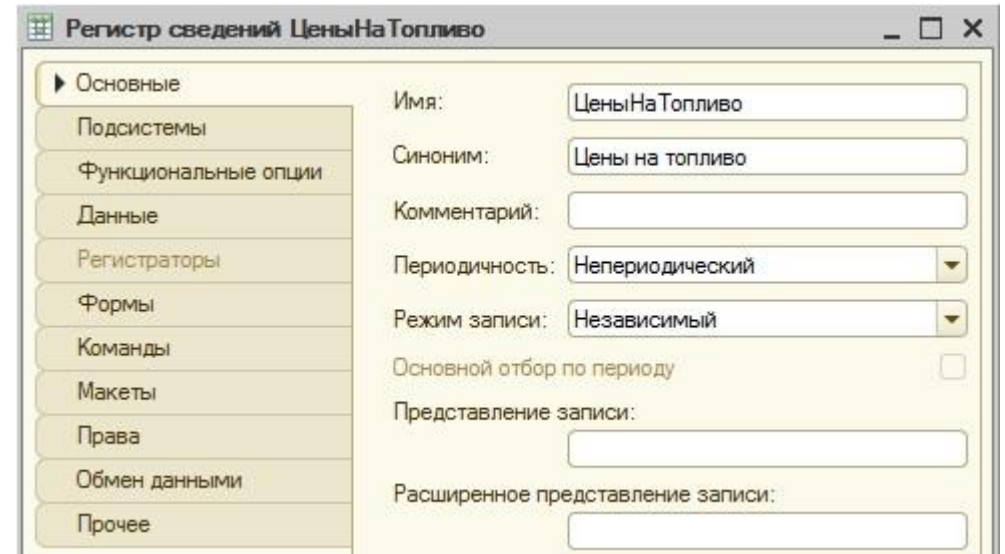 Регистр сведений ЦеныНаТопливо
Основные
Подсистемы
Функциональные опции
Данные
Регистраторы
Формы
Команды
Макеты
Права
Обмен данными
Прочее
Имя: ЦеныНаТопливо
Синоним: Цены на топливо
Комментарий:
Периодичность: Непериодический
Режим записи: Независимый
Основной отбор по периоду
Представление записи:
Расширенное представление записи: